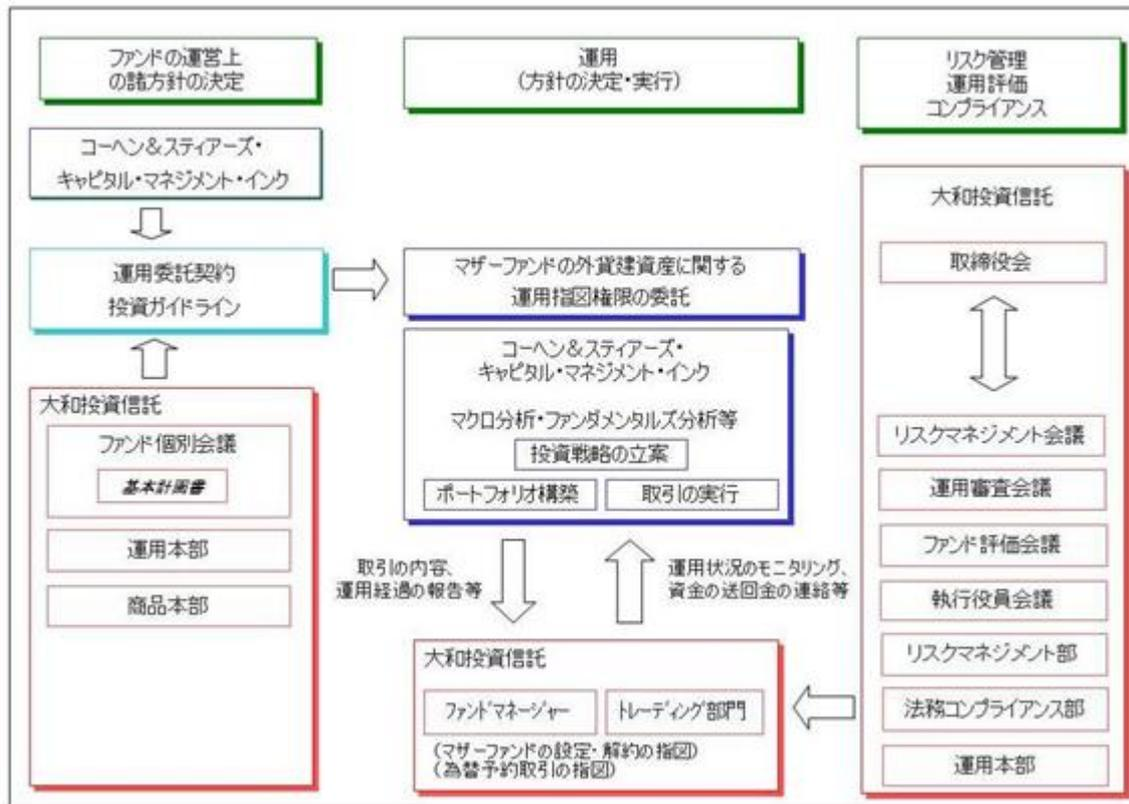 ファンドの運営上
の諸方針の決定
運用
(方針の決定・実行)
リスク管理
運用評価
コンプライアンス
コーヘン＆スティアーズ・
キャピタル・マネジメント・インク
運用委託契約
投資ガイドライン
大和投資信託
ファンド個別会議
基本計画書
運用本部
商品本部
マザーファンドの外貨建資産に関する
運用指図権限の委託
コーヘン＆スティアーズ・
キャピタル・マネジメント・インク
マクロ分析・ファンダメンタルズ分析等
投資戦略の立案
ポートフォリオ構築
取引の実行
取引の内容、
運用経過の報告等
運用状況のモニタリング、
資金の送回金の連絡等
大和投資信託
ファンドマネージャー
トレーディング部門
(マザーファンドの設定・解約の指図)
(為替予約取引の指図)
大和投資信託
取締役会
リスクマネジメント会議
運用審査会議
ファンド評価会議
執行役員会議
リスクマネジメント部
法務コンプライアンス部
運用本部